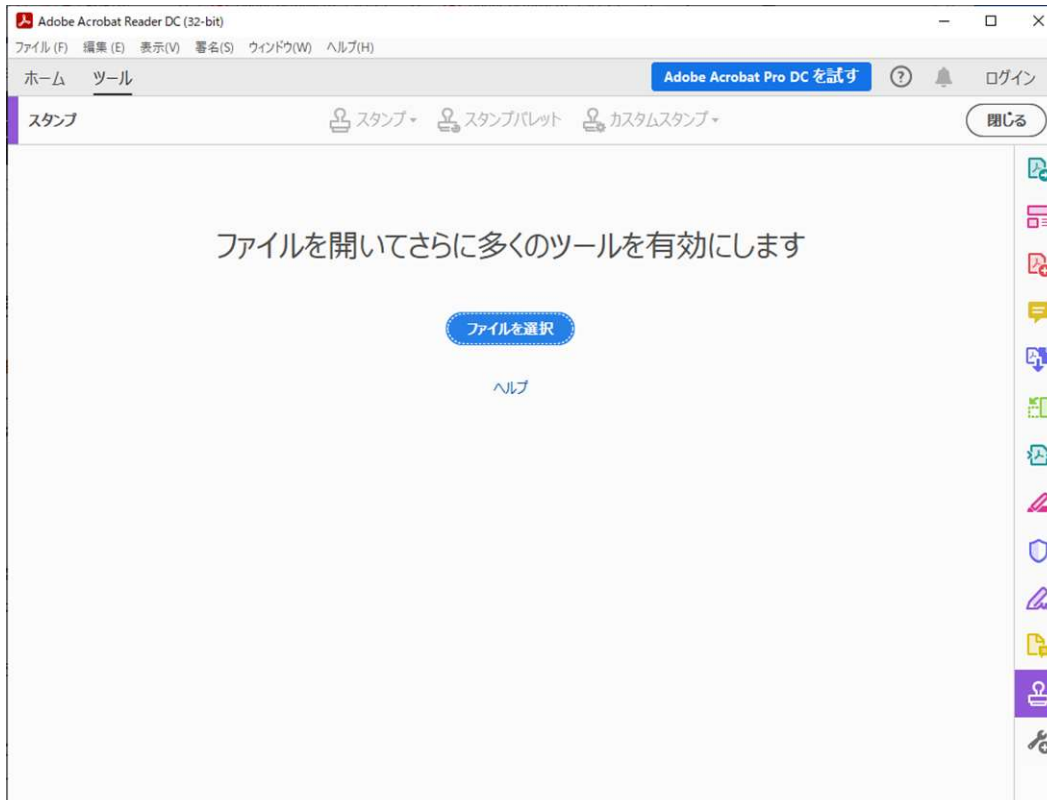 Adobe Acrobat Reader DC (32-bit)
ファイル (F) 編集 (E) 表示(V) 署名(S) ウィンドウ(W) ヘルプ(H)
ホーム ツール Adobe Acrobat Pro DC を試す ログイン
スタンプ スタンプ スタンプパレット カスタムスタンプ 閉じる
ファイルを開いてさらに多くのツールを有効にします
ファイルを選択
ヘルプ